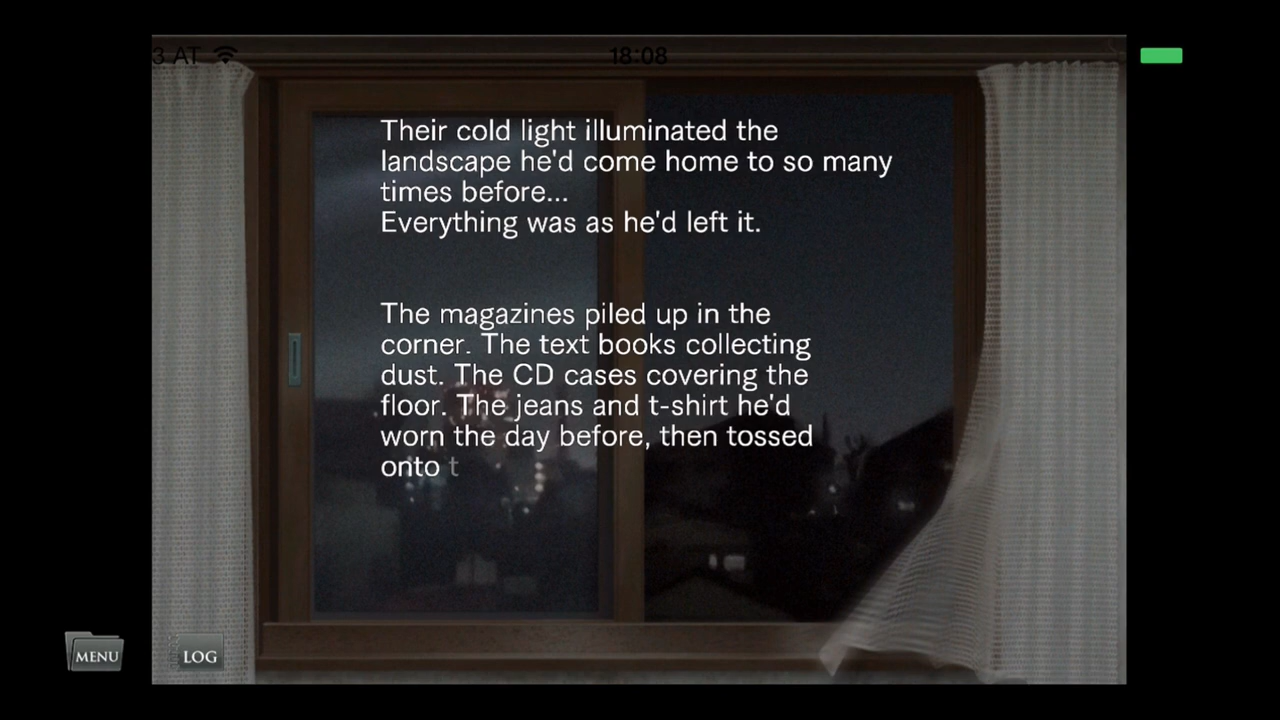 3 AT
18:08
Their cold light illuminated the
landscape he'd come home to so many
times before...
Everything was as he'd left it.
The magazines piled up in the
corner. The text books collecting
dust. The CD cases covering the
floor. The jeans and t-shirt he'd
worn the day before, then tossed
onto t
MENU
LOG